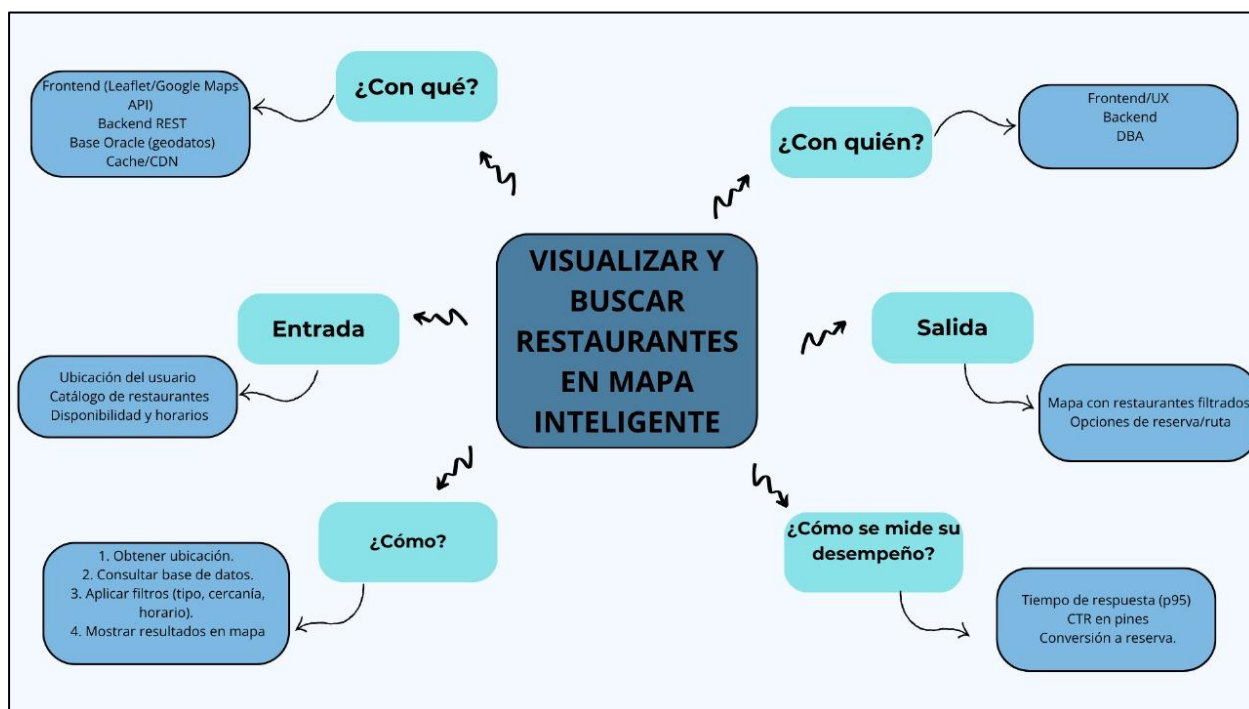 ¿Con qué?
Frontend (Leaflet/Google Maps
API)
Backend REST
Base Oracle (geodatos)
Cache/CDN
¿Con quién?
Frontend/UX
Backend
DBA
VISUALIZAR Y
BUSCAR
RESTAURANTES
EN MAPA
INTELIGENTE
Entrada
Ubicación del usuario
Catálogo de restaurantes
Disponibilidad y horarios
Salida
Mapa con restaurantes filtrados
Opciones de reserva/ruta
¿Cómo?
1. Obtener ubicación.
2. Consultar base de datos.
3. Aplicar filtros (tipo, cercanía,
horario).
4. Mostrar resultados en mapa
¿Cómo se mide su
desempeño?
Tiempo de respuesta (p95)
CTR en pines
Conversión a reserva.